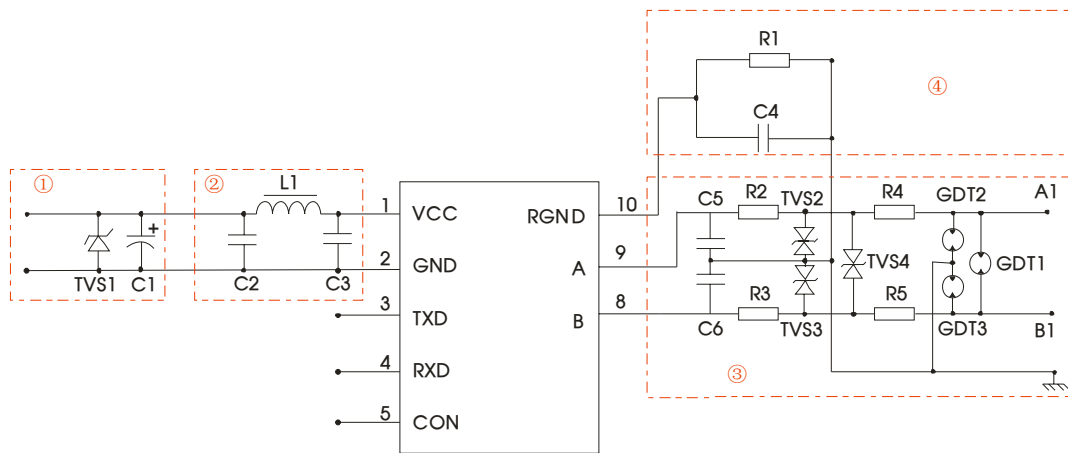 R1
④
C4
①
②
L1
③
1
VCC
RGND
10
C5
R2
TVS2
R4
GDT2
A1
+
TVS1
C1
C2
C3
2
GND
A
9
TVS4
GDT1
3
TXD
B
8
C6
R3
TVS3
R5
GDT3
B1
4
RXD
5
CON